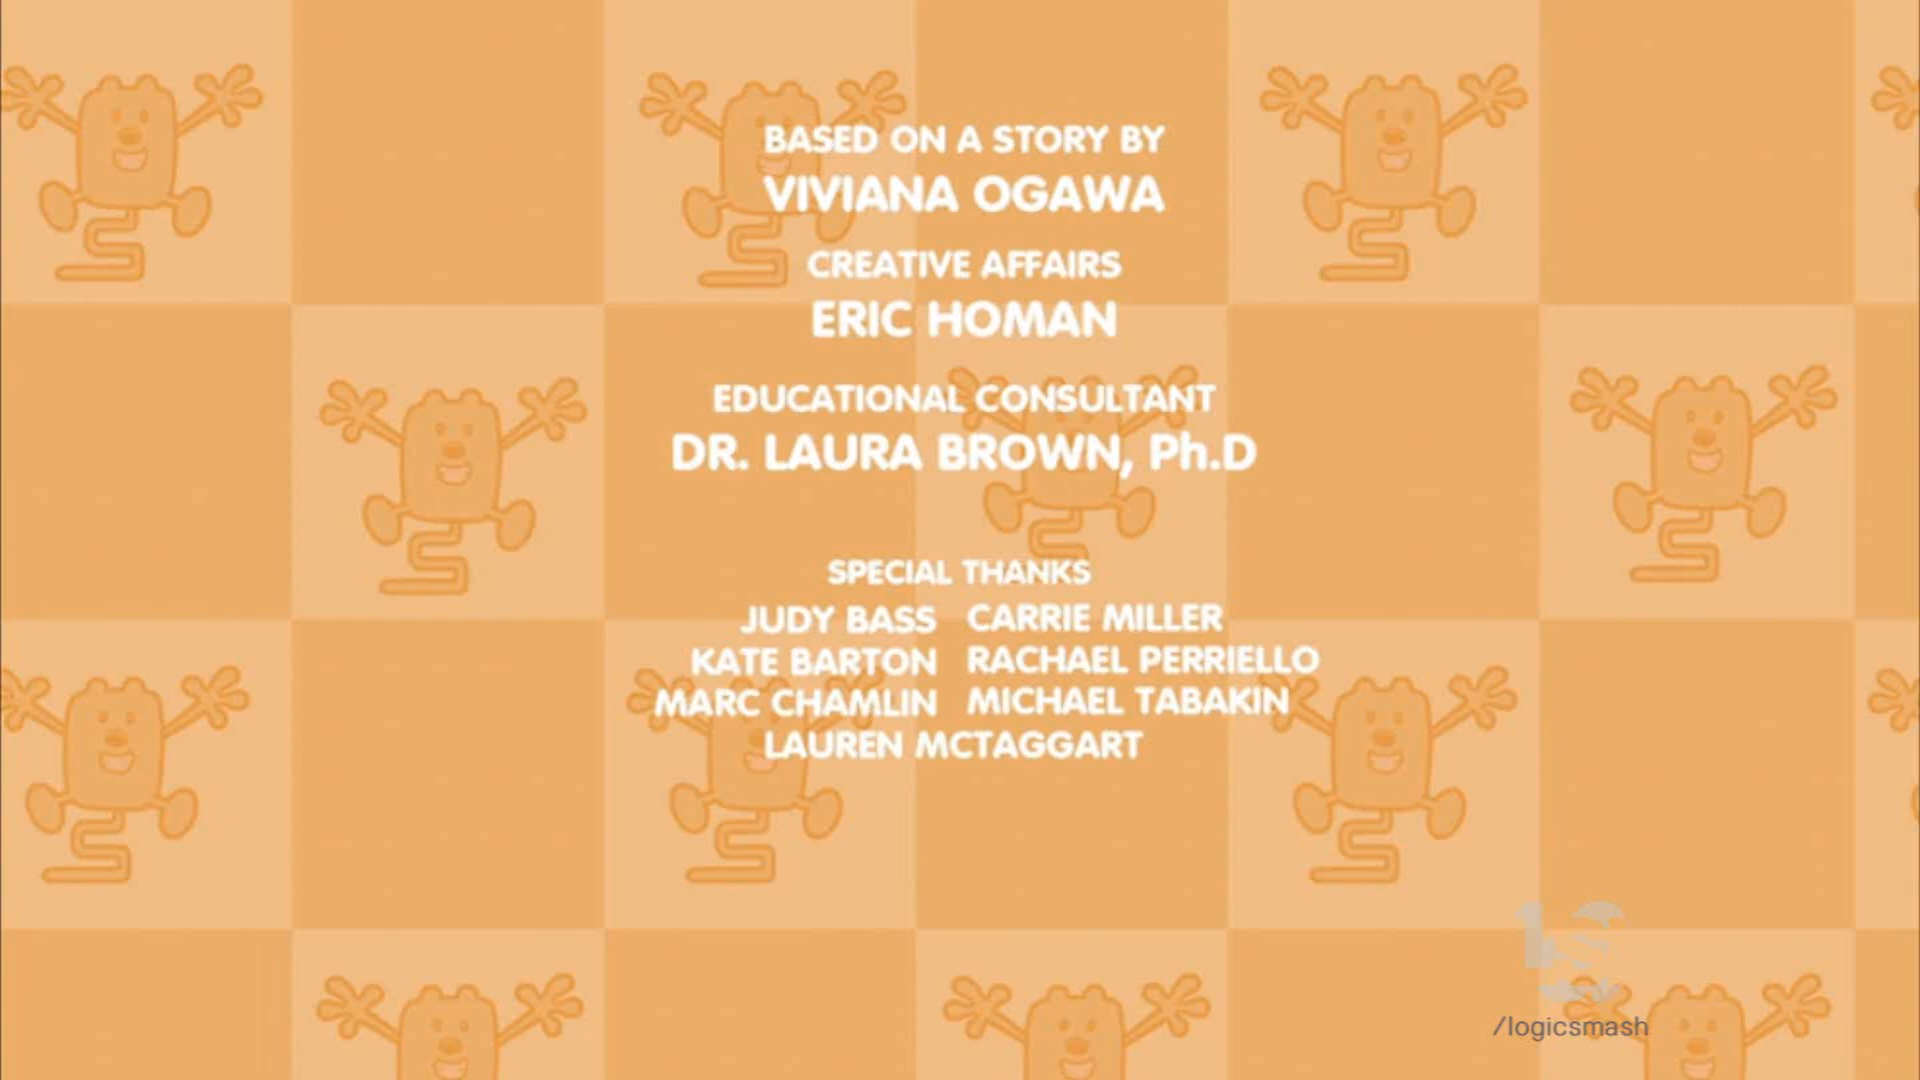 BASED ON A STORY BY
VIVIANA OGAWA
CREATIVE AFFAIRS
ERIC HOMAN
EDUCATIONAL CONSULTANT
DR. LAURA BROWN, Ph.D
SPECIAL THANKS
JUDY BASS CARRIE MILLER
KATE BARTON RACHAEL PERRIELLO
MARC CHAMLIN MICHAEL TABAKIN
LAUREN MCTAGGART
/logicsmash